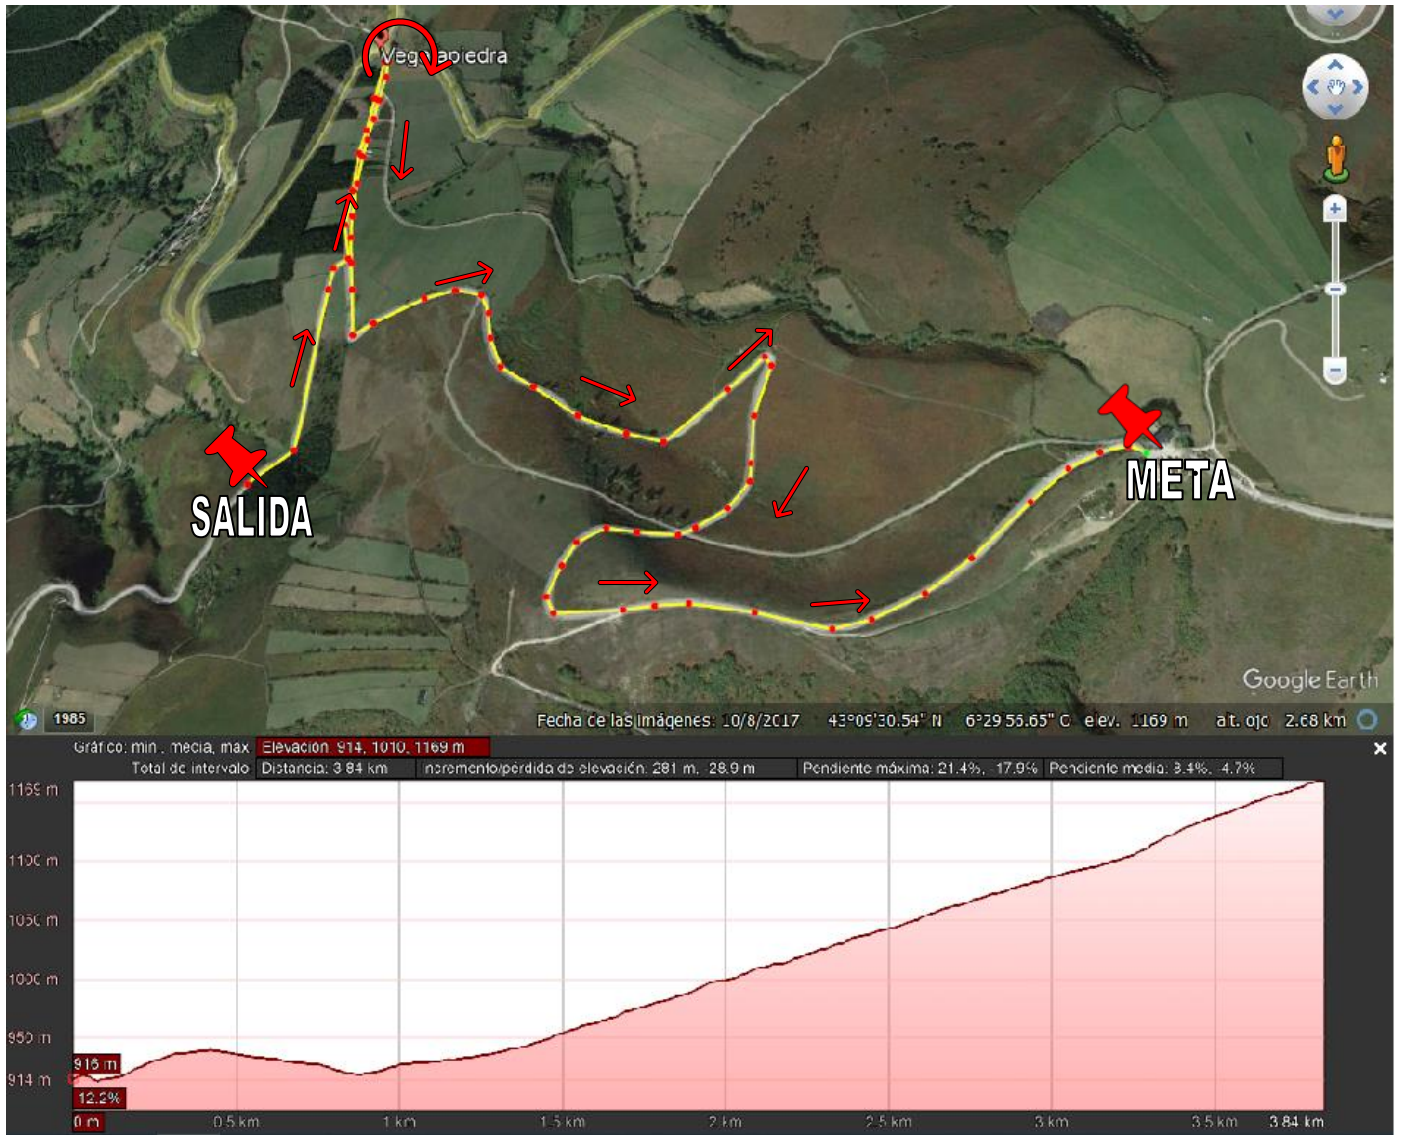 Vegalapiedra
SALIDA
META
Google Earth
1985
Fecha de las imágenes: 10/8/2017 43°09'30.54" N 6°29'55.65" O elev. 1169 m alt. ojo 2.68 km
Gráfico: mín., media, máx Elevación: 914, 1010, 1169 m
Total de intervalo Distancia: 3.84 km Incremento/pérdida de elevación: 281 m, -28.9 m Pendiente máxima: 21.4%, -17.9% Pendiente media: 8.4%, -4.7%
1169 m
1100 m
1050 m
1000 m
950 m
915 m
914 m
12.2%
0 m 0.5 km 1 km 1.5 km 2 km 2.5 km 3 km 3.5 km 3.84 km